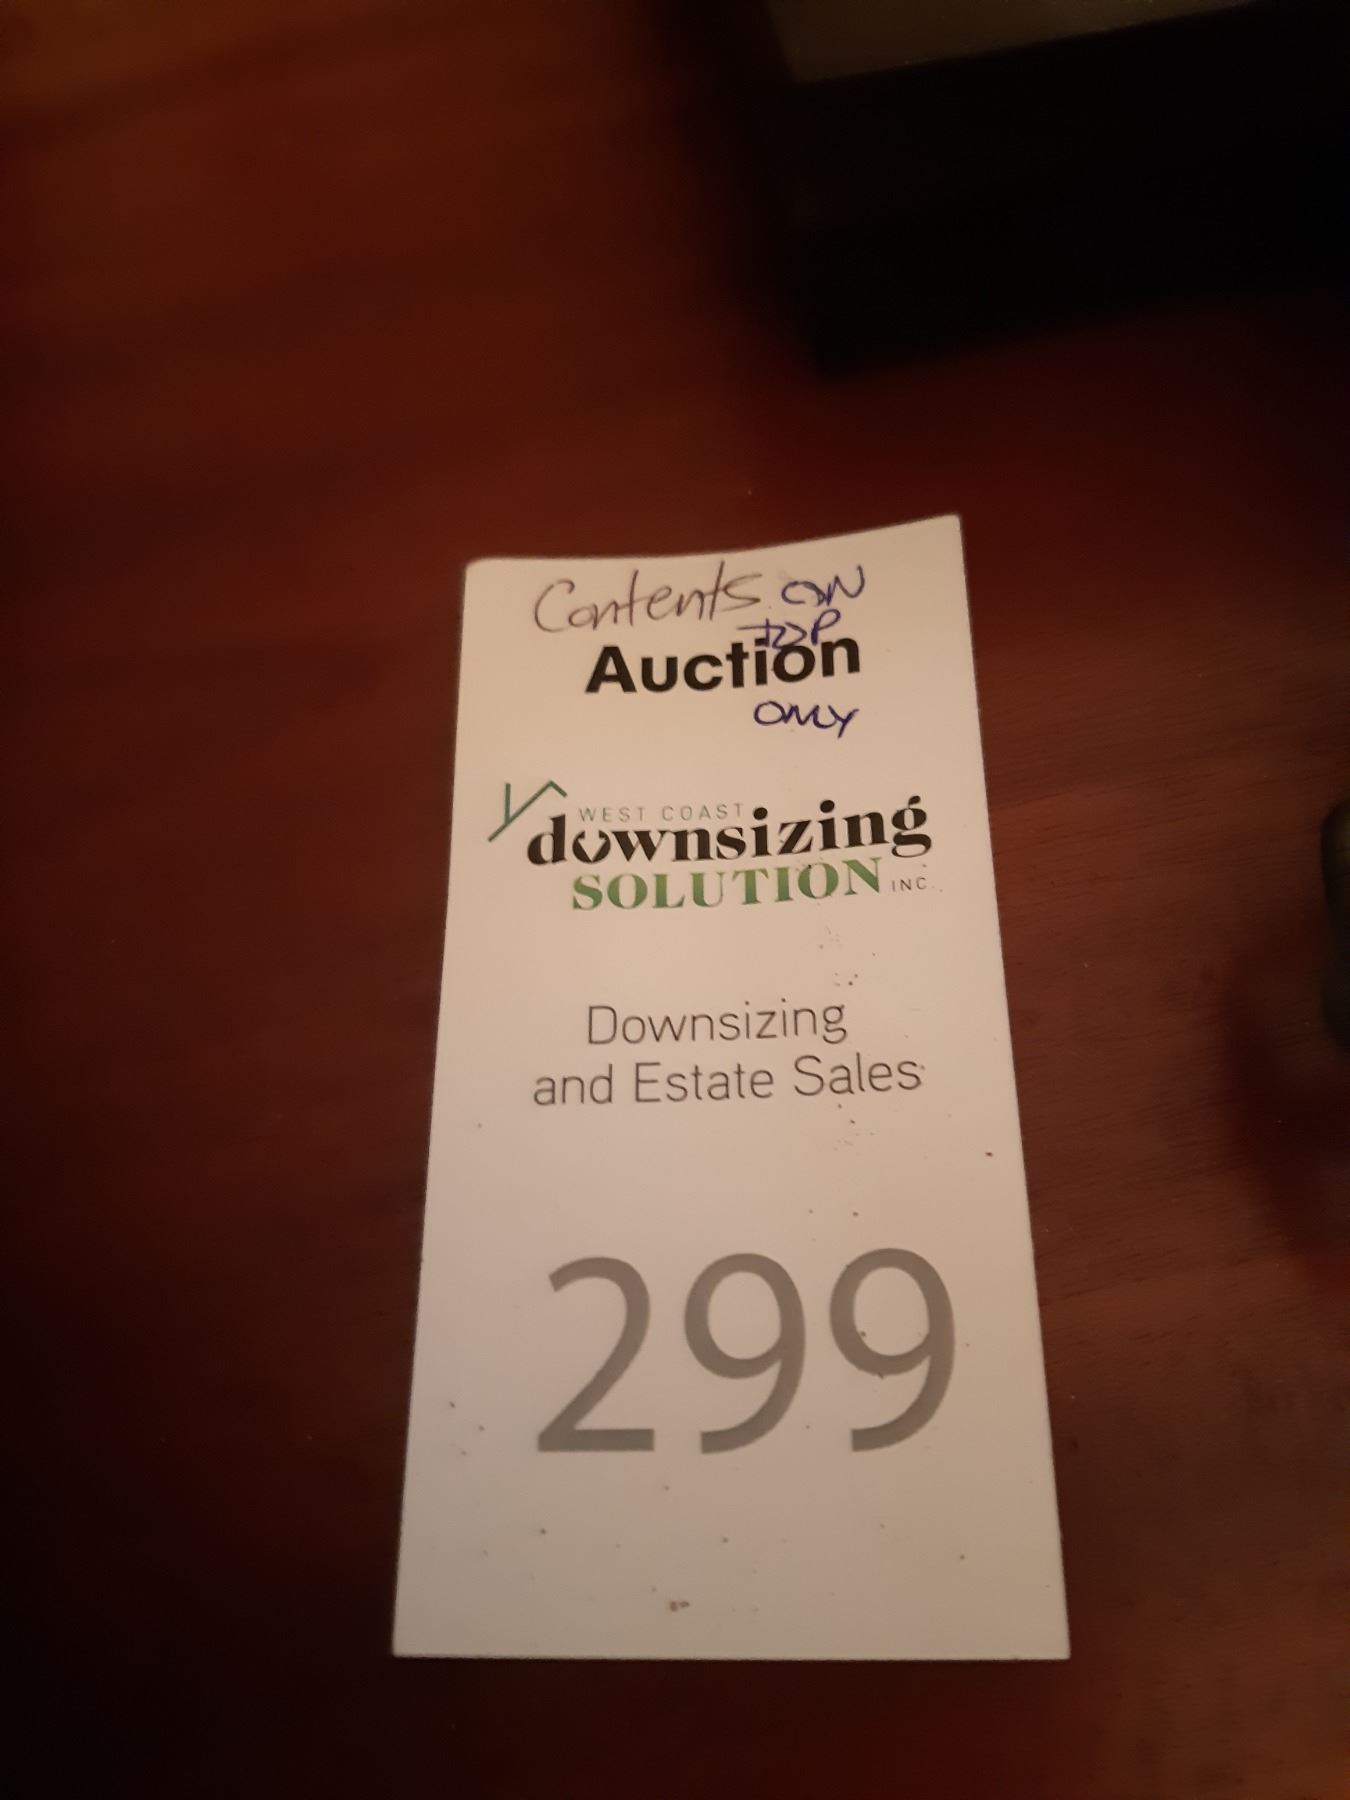 Contents ON
TOP
Auction
ONLY
WEST COAST
downsizing
SOLUTION INC.
Downsizing
and Estate Sales
299